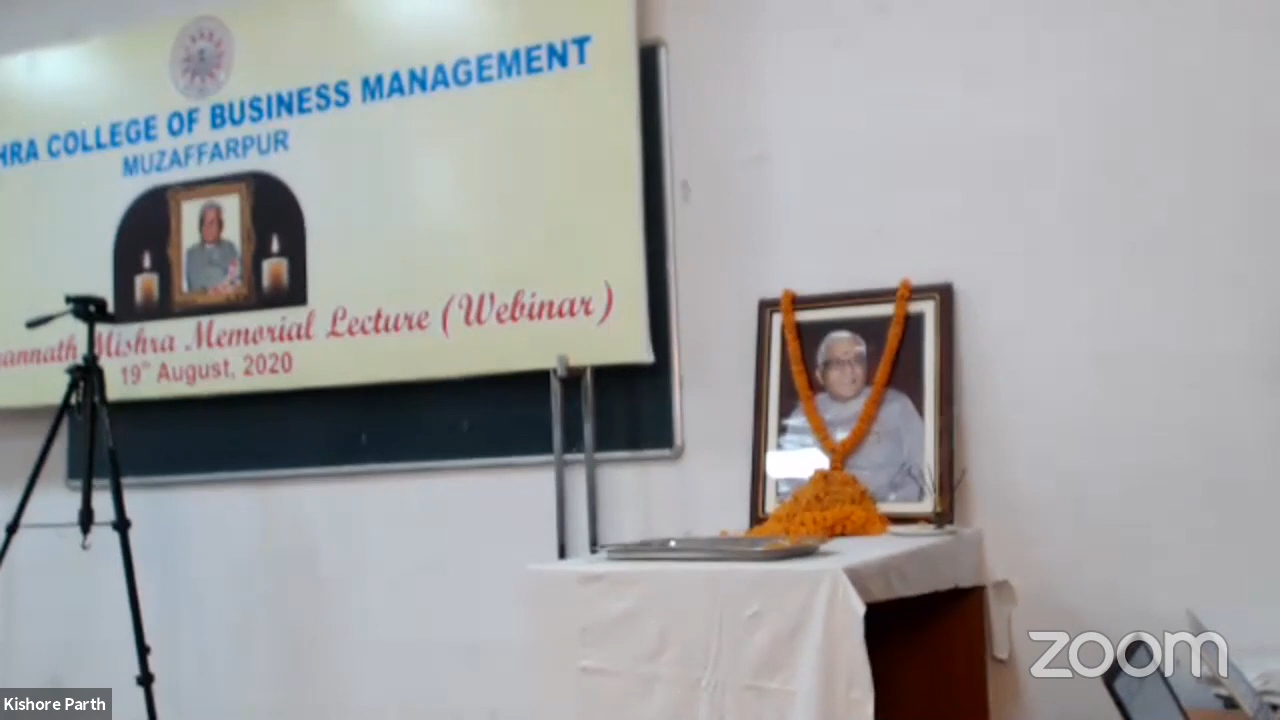 HRA COLLEGE OF BUSINESS MANAGEMENT
MUZAFFARPUR
annath Mishra Memorial Lecture (Webinar)
19th August, 2020
Kishore Parth
zoom